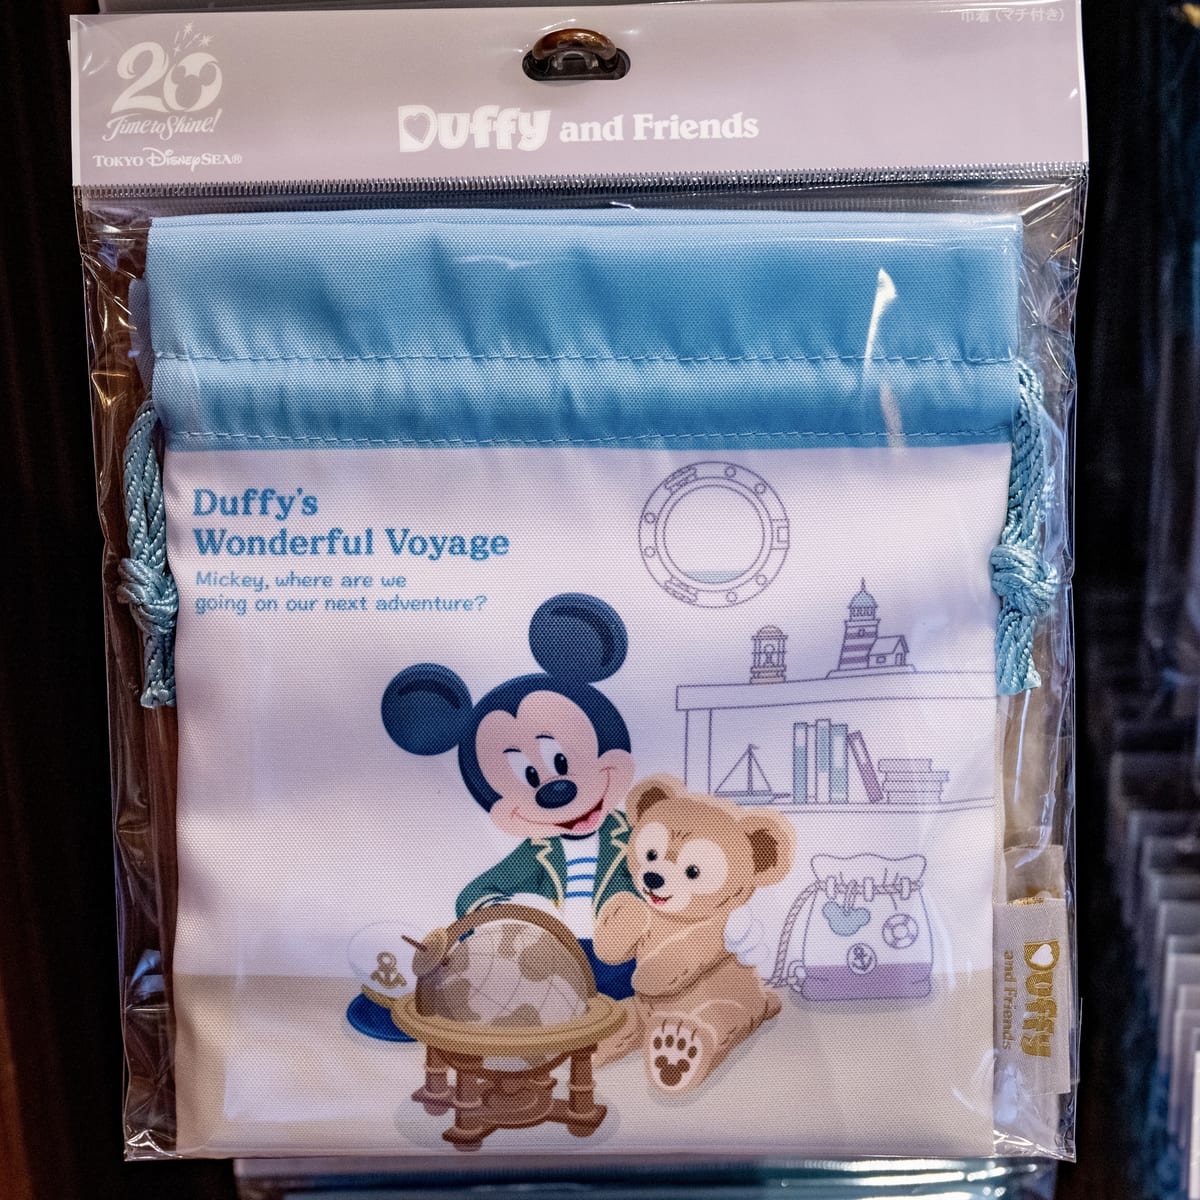 巾着(マチ付き)
20
Time to Shine!
TOKYO DISNEYSEA®
Duffy and Friends
Duffy's
Wonderful Voyage
Mickey, where are we
going on our next adventure?
Duffy
and Friends